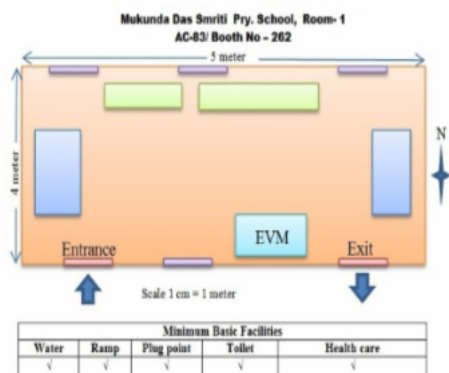 Mukunda Das Smriti Pry. School, Room- 1
AC-83/ Booth No – 262
5 meter
4 meter
N
Entrance
EVM
Exit
Scale 1 cm = 1 meter
Minimum Basic Facilities
Water Ramp Plug point Toilet Health care
√ √ √ √ √